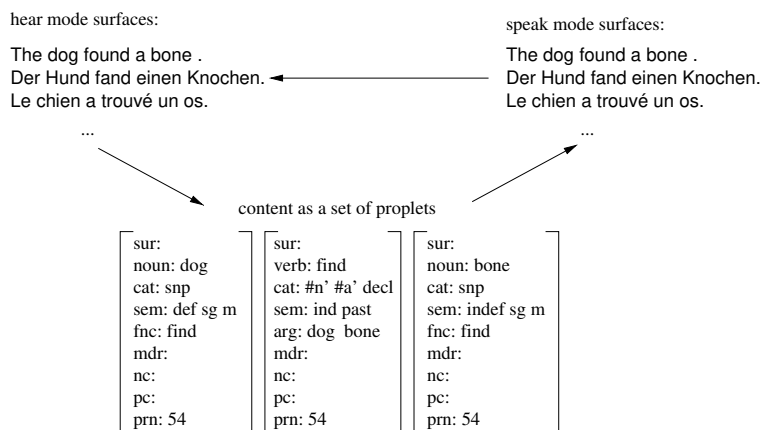 hear mode surfaces:
speak mode surfaces:
The dog found a bone .
Der Hund fand einen Knochen.
Le chien a trouvé un os.
...
The dog found a bone .
Der Hund fand einen Knochen.
Le chien a trouvé un os.
...
content as a set of proplets
sur:
noun: dog
cat: snp
sem: def sg m
fnc: find
mdr:
nc:
pc:
prn: 54
sur:
verb: find
cat: #n’ #a’ decl
sem: ind past
arg: dog bone
mdr:
nc:
pc:
prn: 54
sur:
noun: bone
cat: snp
sem: indef sg m
fnc: find
mdr:
nc:
pc:
prn: 54